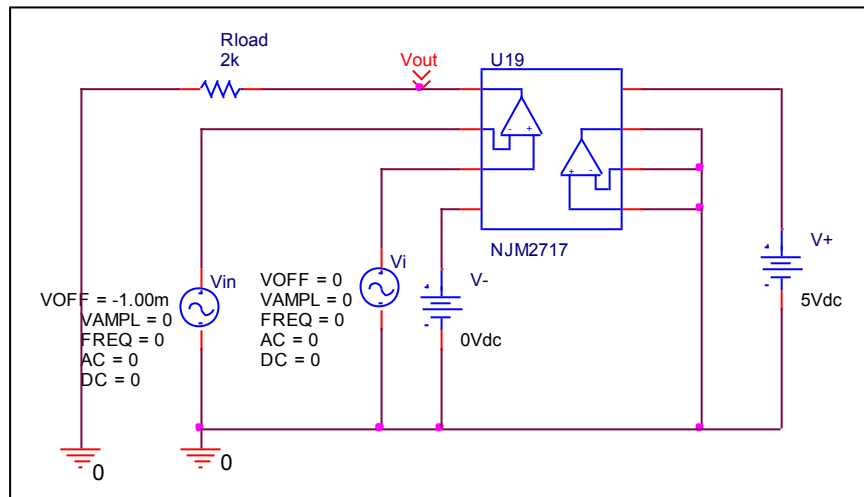 Rload
2k
Vout
U19
- +
+ -
NJM2717
V+
5Vdc
V-
0Vdc
Vi
VOFF = 0
VAMPL = 0
FREQ = 0
AC = 0
DC = 0
Vin
VOFF = -1.00m
VAMPL = 0
FREQ = 0
AC = 0
DC = 0
0
0